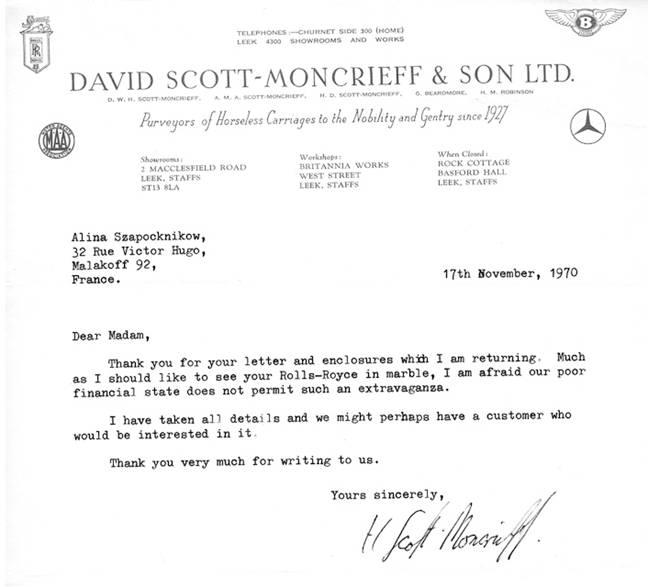 TELEPHONES:—CHURNET SIDE 300 (HOME)
LEEK 4300 SHOWROOMS AND WORKS
DAVID SCOTT-MONCRIEFF & SON LTD.
D. W. H. SCOTT-MONCRIEFF, A. M. A. SCOTT-MONCRIEFF, H. D. SCOTT-MONCRIEFF, G. BEARDMORE, H. M. ROBINSON
Purveyors of Horseless Carriages to the Nobility and Gentry since 1927
RR
B
MAA
Showrooms:
2 MACCLESFIELD ROAD
LEEK, STAFFS
ST13 8LA
Workshops:
BRITANNIA WORKS
WEST STREET
LEEK, STAFFS
When Closed:
ROCK COTTAGE
BASFORD HALL
LEEK, STAFFS
Alina Szapocknikow,
32 Rue Victor Hugo,
Malakoff 92,
France.
17th November, 1970
Dear Madam,
Thank you for your letter and enclosures which I am returning. Much
as I should like to see your Rolls-Royce in marble, I am afraid our poor
financial state does not permit such an extravaganza.
I have taken all details and we might perhaps have a customer who
would be interested in it.
Thank you very much for writing to us.
Yours sincerely,
H Scott-Moncrieff.